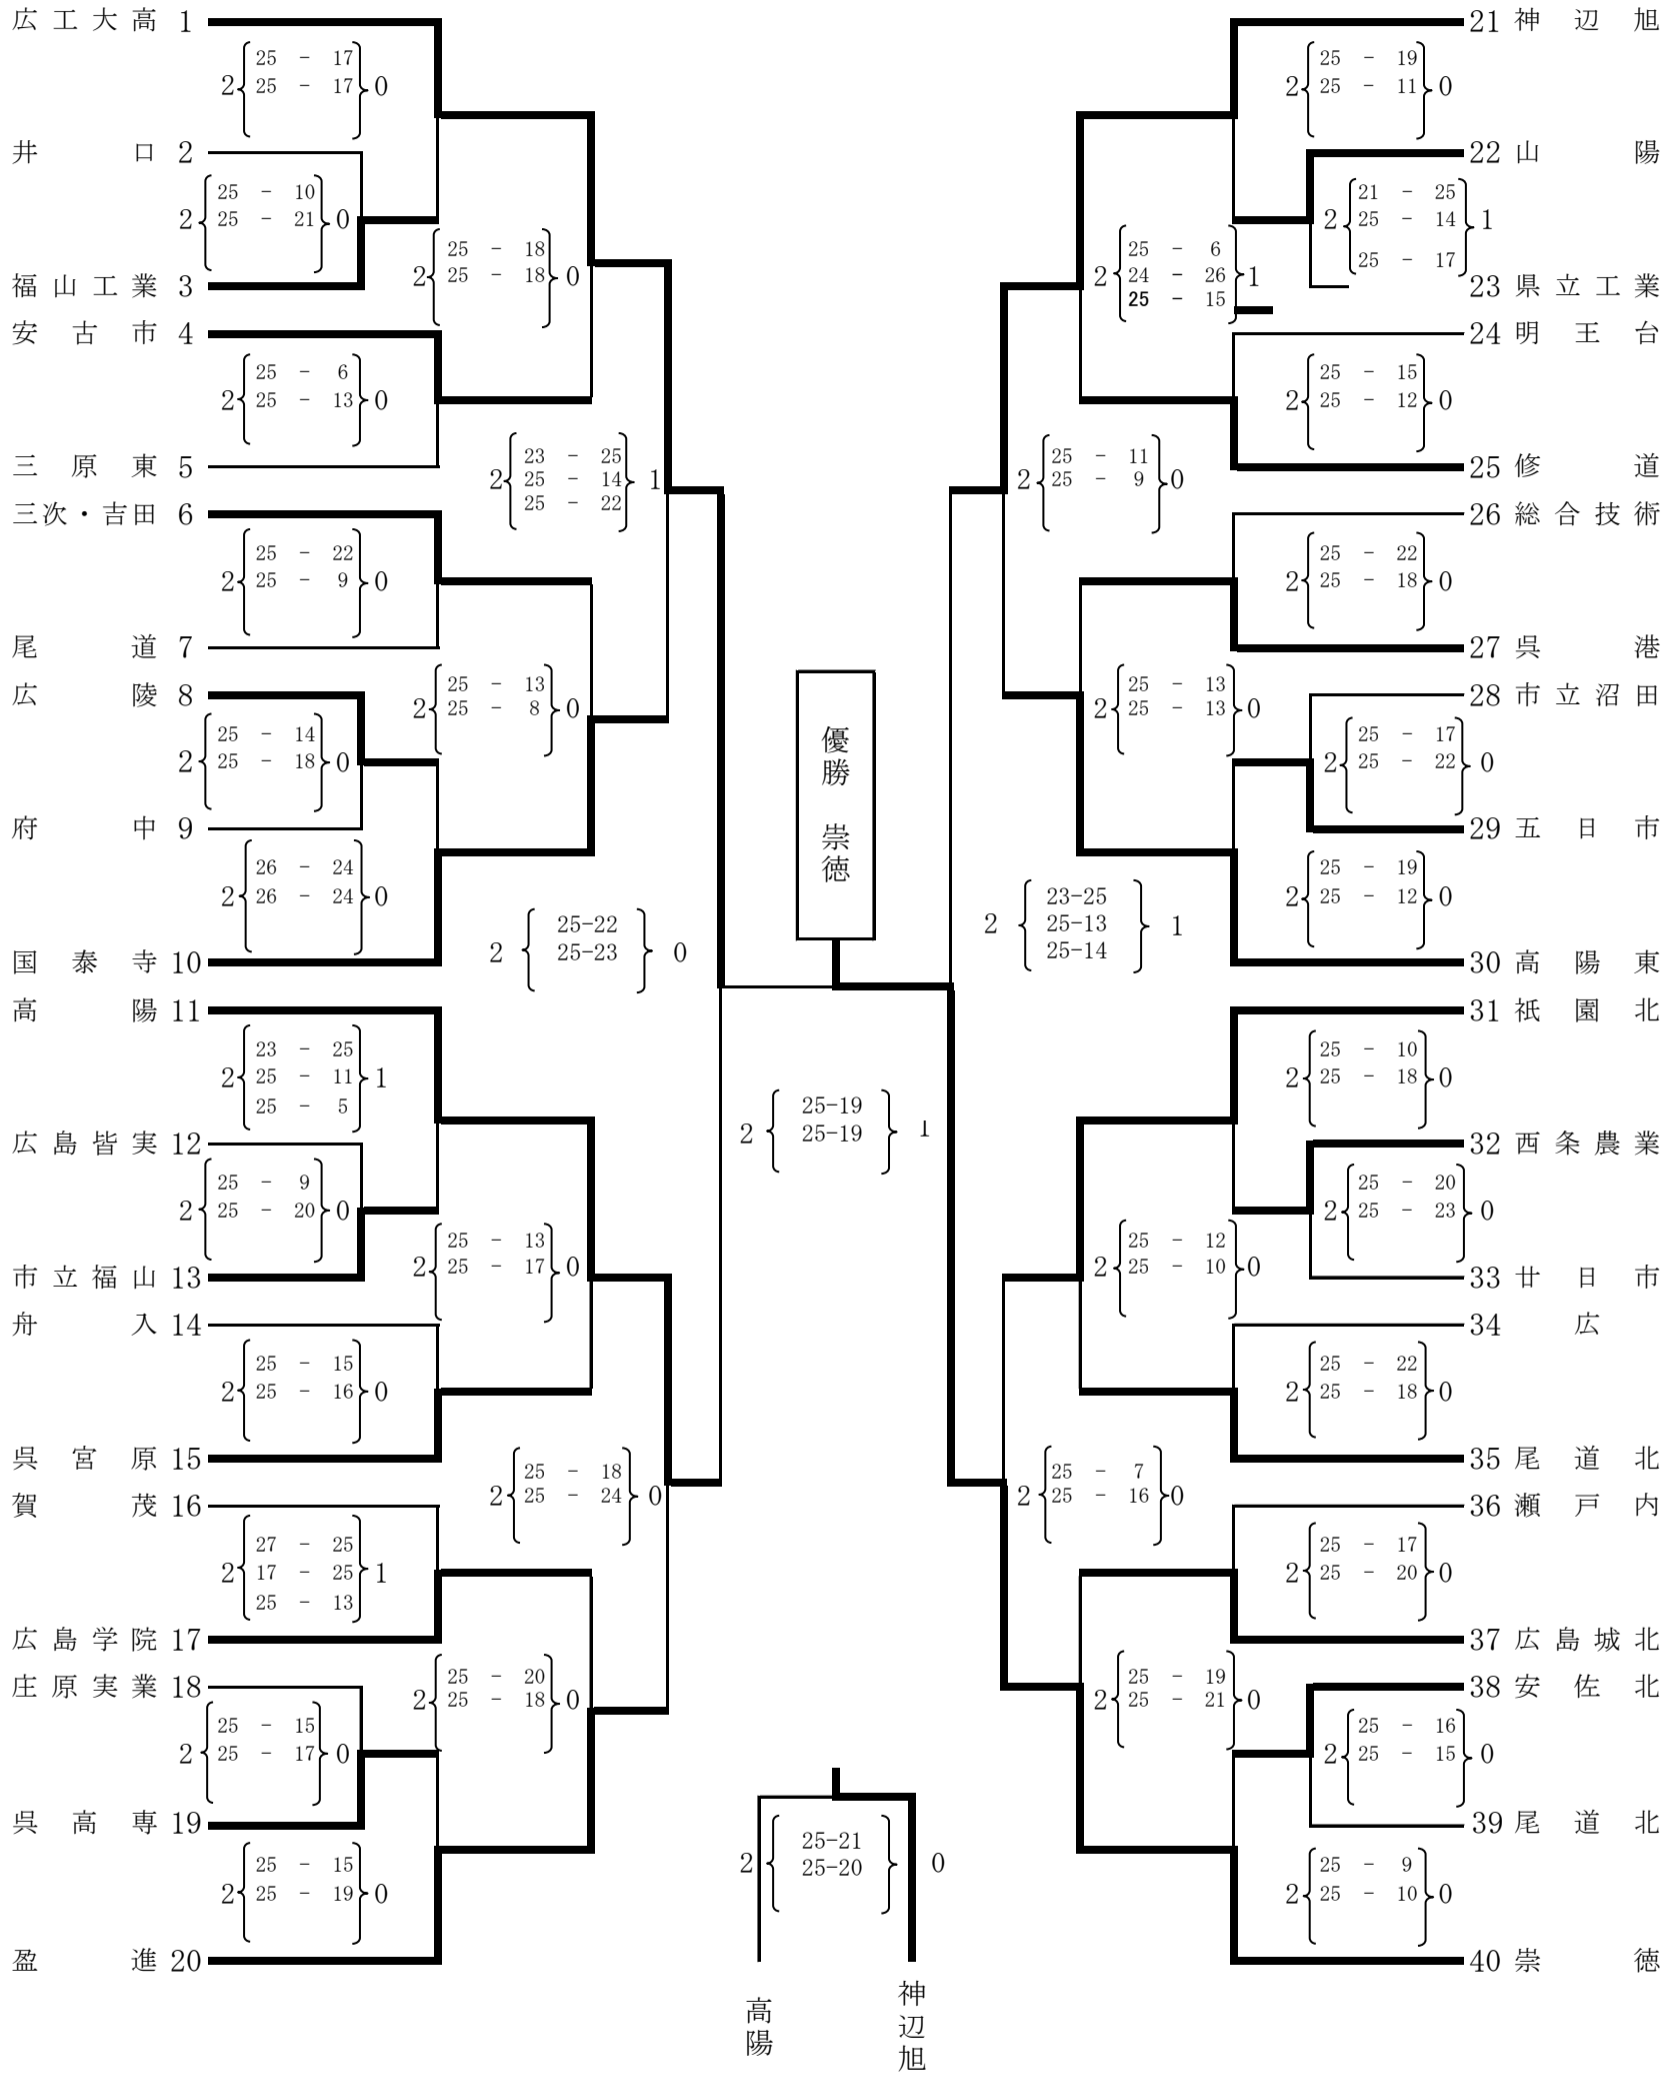 広工大高 1
2 25 - 17 0
25 - 17
井口 2
2 25 - 10 0
25 - 21
福山工業 3
2 25 - 18 0
25 - 18
安古市 4
2 25 - 6 0
25 - 13
三原東 5
2 23 - 25 1
25 - 14
25 - 22
三次・吉田 6
2 25 - 22 0
25 - 9
尾道 7
2 25 - 13 0
25 - 8
広陵 8
2 25 - 14 0
25 - 18
府中 9
2 26 - 24 0
26 - 24
国泰寺 10
2 25-22 0
25-23
高陽 11
2 23 - 25 1
25 - 11
25 - 5
広島皆実 12
2 25 - 9 0
25 - 20
市立福山 13
2 25 - 13 0
25 - 17
舟入 14
2 25 - 15 0
25 - 16
呉宮原 15
2 25 - 18 0
25 - 24
賀茂 16
2 27 - 25 1
17 - 25
25 - 13
広島学院 17
2 25 - 20 0
25 - 18
庄原実業 18
2 25 - 15 0
25 - 17
呉高専 19
2 25 - 15 0
25 - 19
盈進 20
優勝 崇徳
2 25-19 1
25-19
2 25-21 0
25-20
高陽
神辺旭
21 神辺旭
2 25 - 19 0
25 - 11
22 山陽
2 21 - 25 1
25 - 14
25 - 17
23 県立工業
2 25 - 6 1
24 - 26
25 - 15
24 明王台
2 25 - 15 0
25 - 12
25 修道
2 25 - 11 0
25 - 9
26 総合技術
2 25 - 22 0
25 - 18
27 呉港
2 25 - 13 0
25 - 13
28 市立沼田
2 25 - 17 0
25 - 22
29 五日市
2 25 - 19 0
25 - 12
30 高陽東
2 23-25 1
25-13
25-14
31 祇園北
2 25 - 10 0
25 - 18
32 西条農業
2 25 - 20 0
25 - 23
33 廿日市
2 25 - 12 0
25 - 10
34 広
2 25 - 22 0
25 - 18
35 尾道北
2 25 - 7 0
25 - 16
36 瀬戸内
2 25 - 17 0
25 - 20
37 広島城北
2 25 - 19 0
25 - 21
38 安佐北
2 25 - 16 0
25 - 15
39 尾道北
2 25 - 9 0
25 - 10
40 崇徳